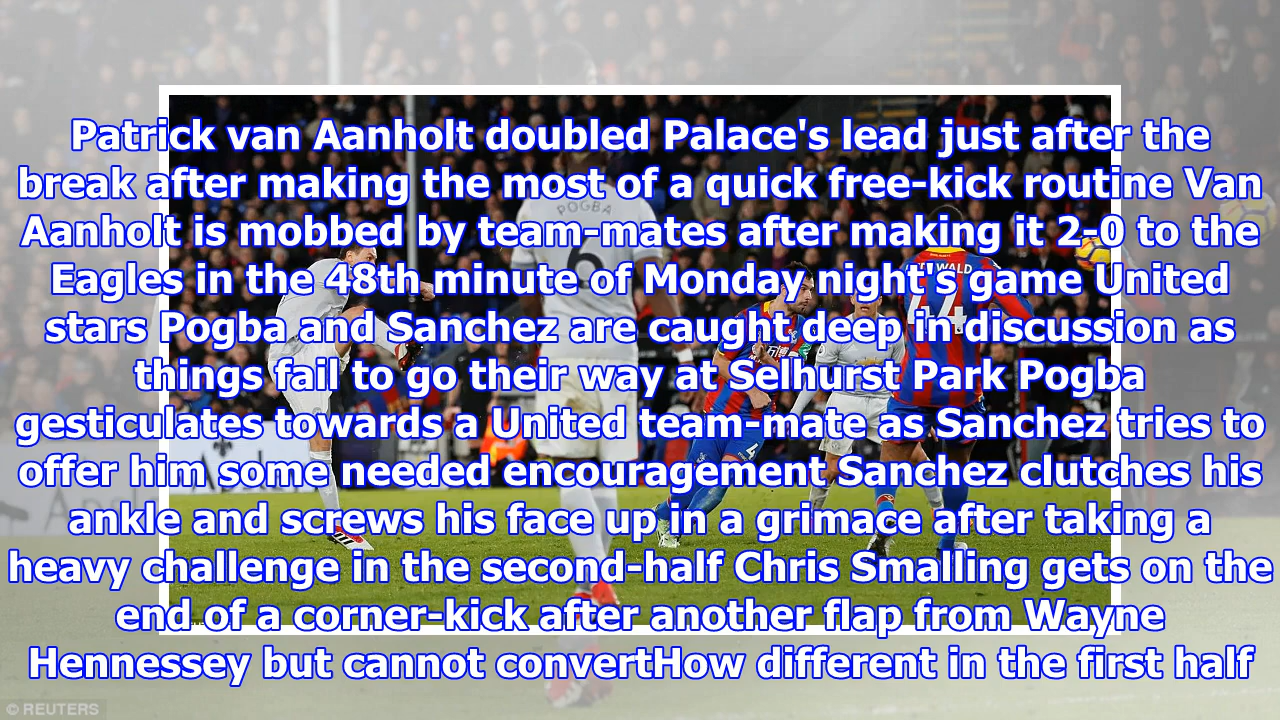 Patrick van Aanholt doubled Palace's lead just after the
break after making the most of a quick free-kick routine Van
Aanholt is mobbed by team-mates after making it 2-0 to the
Eagles in the 48th minute of Monday night's game United
stars Pogba and Sanchez are caught deep in discussion as
things fail to go their way at Selhurst Park Pogba
gesticulates towards a United team-mate as Sanchez tries to
offer him some needed encouragement Sanchez clutches his
ankle and screws his face up in a grimace after taking a
heavy challenge in the second-half Chris Smalling gets on the
end of a corner-kick after another flap from Wayne
Hennessey but cannot convertHow different in the first half
POGBA
6
44
4
© REUTERS